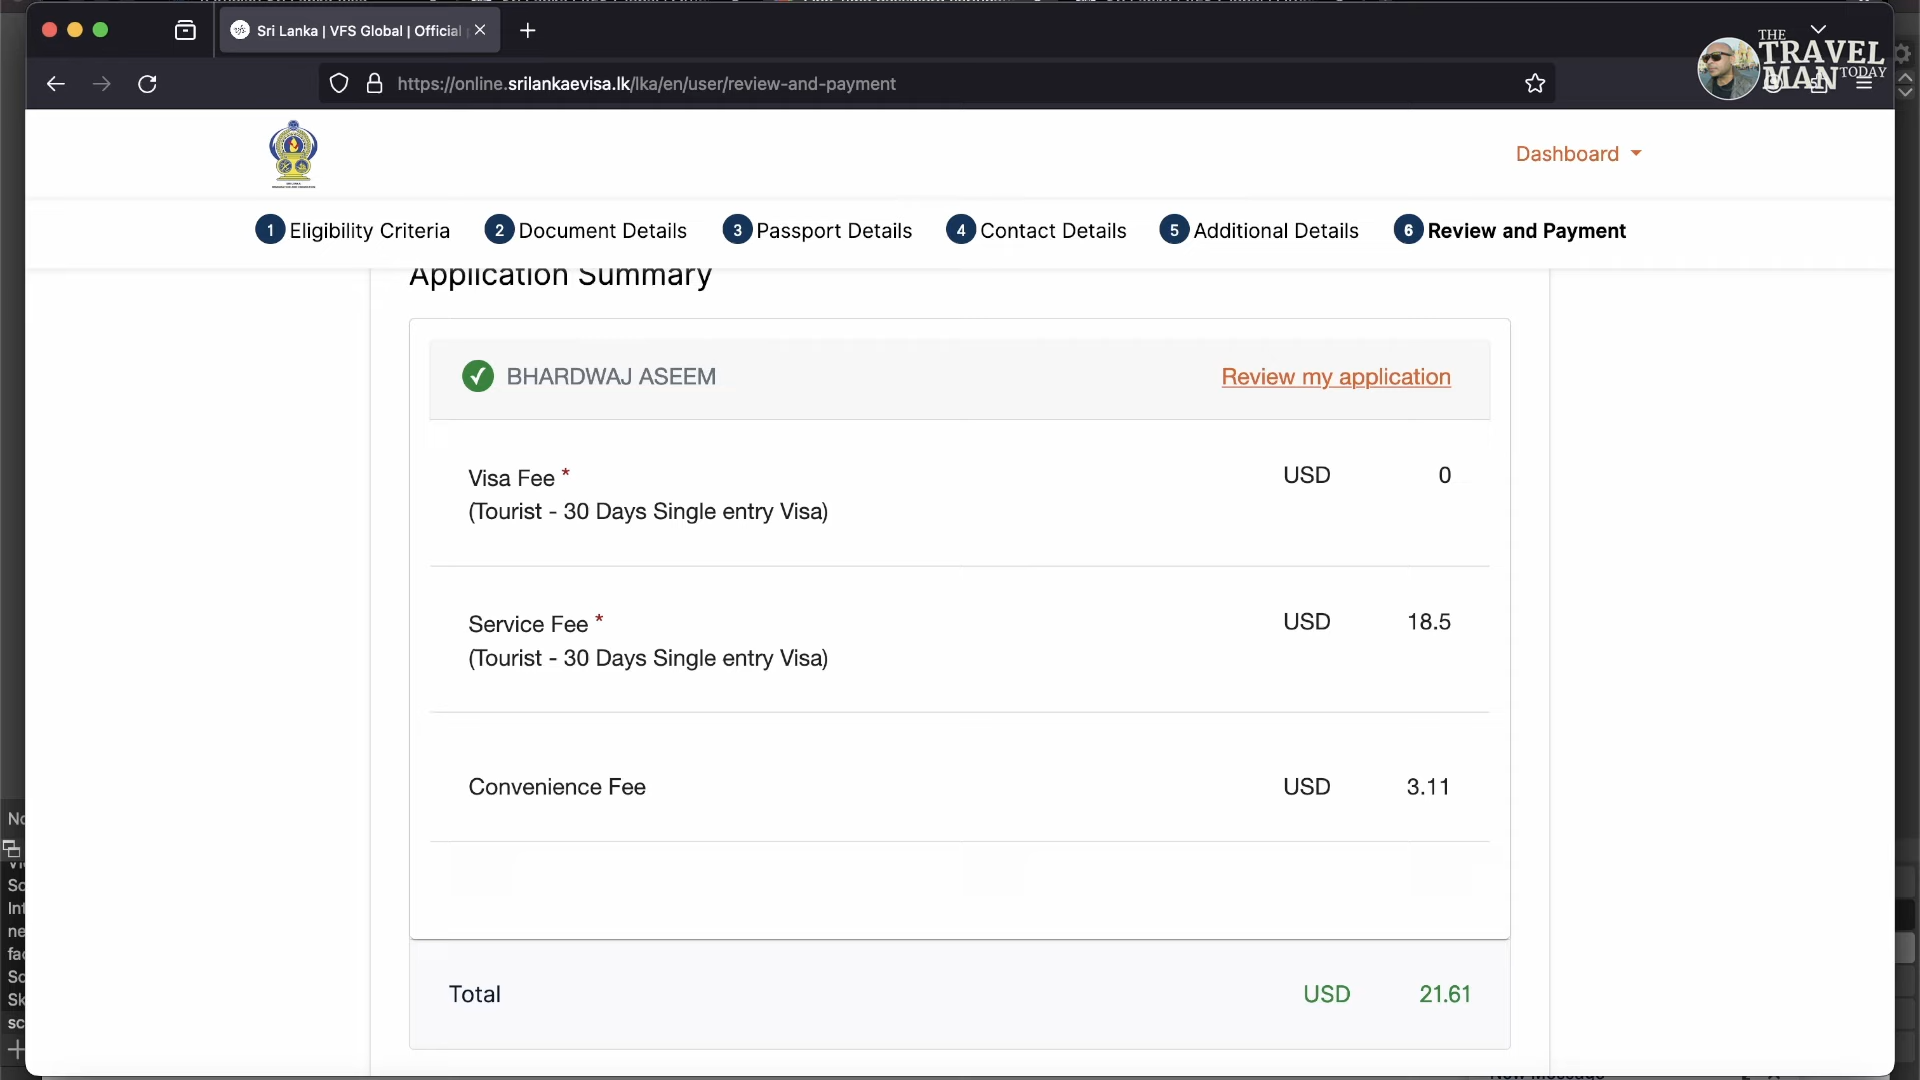 Sri Lanka | VFS Global | Official
THE
TRAVEL
MAN TODAY
https://online.srilankaevisa.lk/lka/en/user/review-and-payment
Dashboard
1 Eligibility Criteria
2 Document Details
3 Passport Details
4 Contact Details
5 Additional Details
6 Review and Payment
Application Summary
BHARDWAJ ASEEM
Review my application
Visa Fee * USD 0
(Tourist - 30 Days Single entry Visa)
Service Fee * USD 18.5
(Tourist - 30 Days Single entry Visa)
Convenience Fee USD 3.11
Total USD 21.61